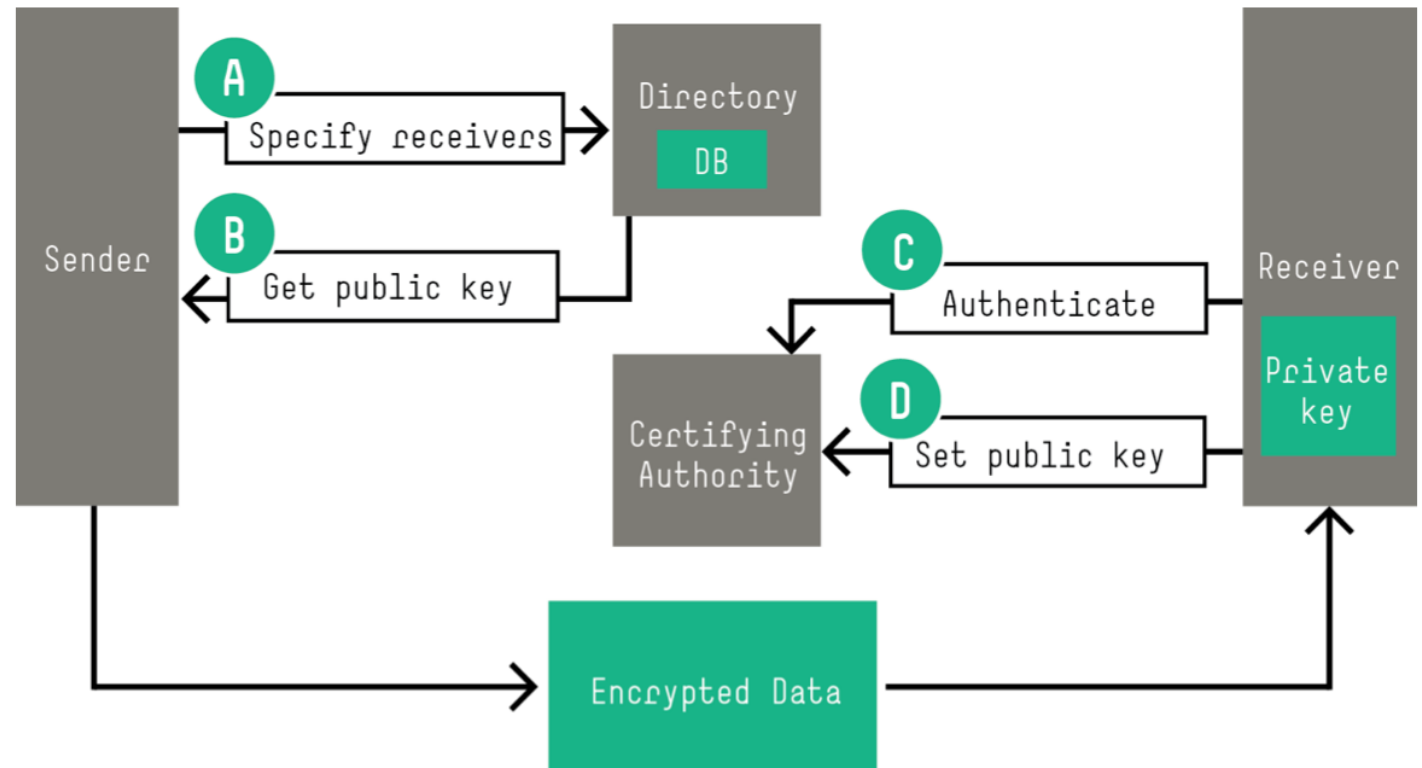 A
Specify receivers
Directory
DB
B
Get public key
Sender
C
Authenticate
Receiver
Private
key
D
Set public key
Certifying
Authority
Encrypted Data